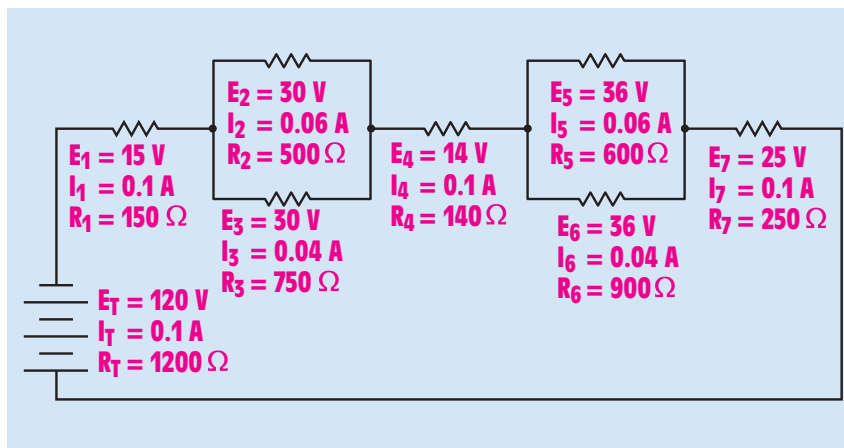 E2 = 30 V
I2 = 0.06 A
R2 = 500 Ω
E5 = 36 V
I5 = 0.06 A
R5 = 600 Ω
E1 = 15 V
I1 = 0.1 A
R1 = 150 Ω
E4 = 14 V
I4 = 0.1 A
R4 = 140 Ω
E7 = 25 V
I7 = 0.1 A
R7 = 250 Ω
E3 = 30 V
I3 = 0.04 A
R3 = 750 Ω
E6 = 36 V
I6 = 0.04 A
R6 = 900 Ω
ET = 120 V
IT = 0.1 A
RT = 1200 Ω